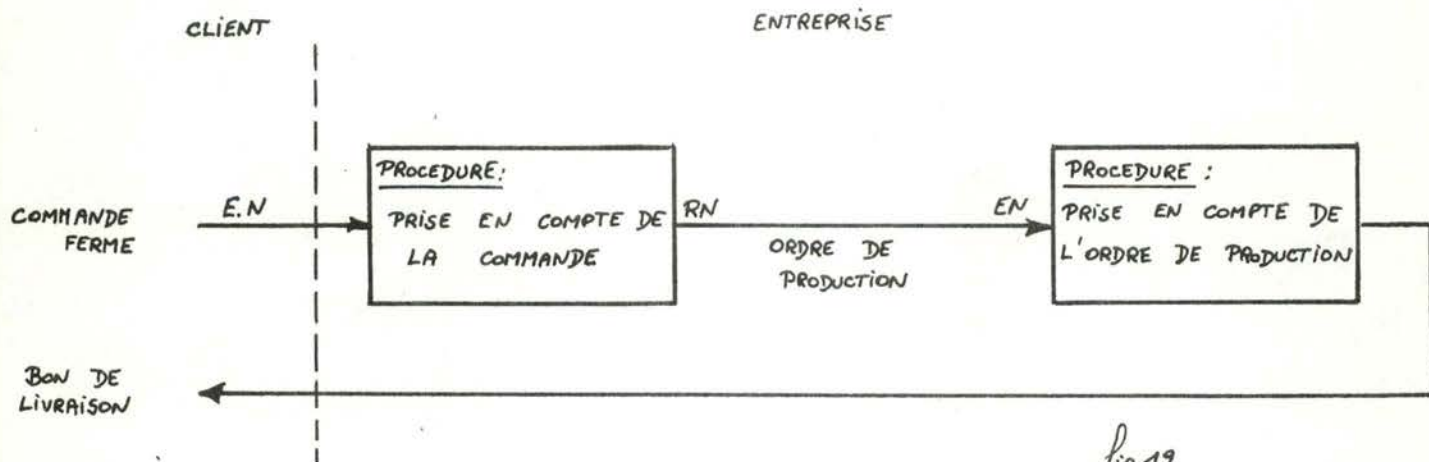 CLIENT
ENTREPRISE
COMMANDE
FERME
E.N
PROCEDURE:
PRISE EN COMPTE DE
LA COMMANDE
RN
ORDRE DE
PRODUCTION
EN
PROCEDURE :
PRISE EN COMPTE DE
L'ORDRE DE PRODUCTION
BON DE
LIVRAISON
fig 19